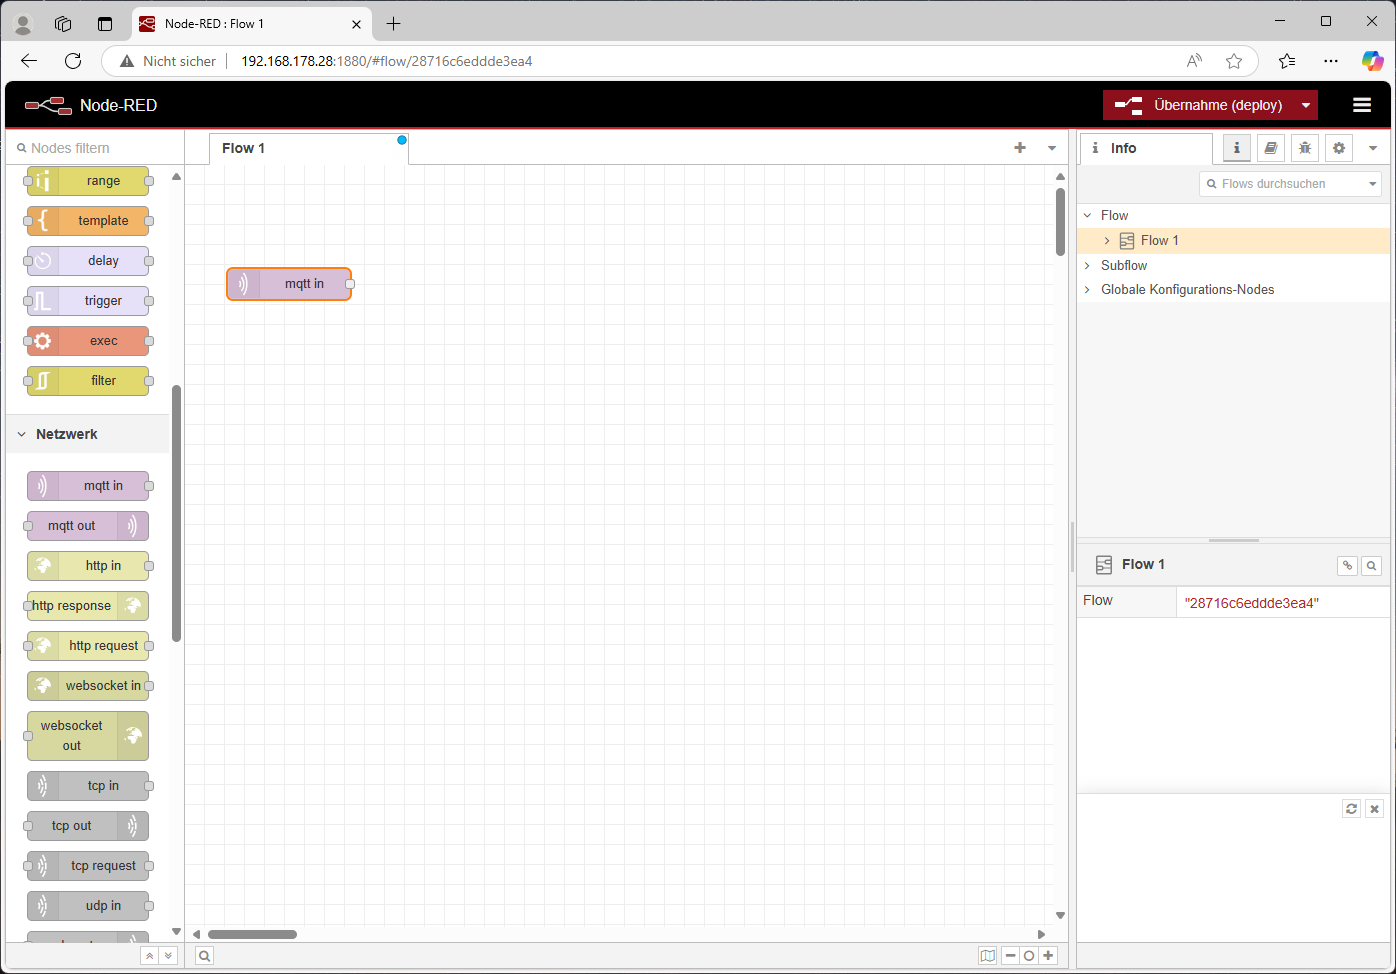 Node-RED : Flow 1
Nicht sicher
192.168.178.28:1880/#flow/28716c6eddde3ea4
Node-RED
Übernahme (deploy)
Nodes filtern
Flow 1
Info
range
template
delay
trigger
exec
filter
Netzwerk
mqtt in
mqtt out
http in
http response
http request
websocket in
websocket
out
tcp in
tcp out
tcp request
udp in
mqtt in
Flows durchsuchen
Flow
Flow 1
Subflow
Globale Konfigurations-Nodes
Flow 1
Flow
"28716c6eddde3ea4"